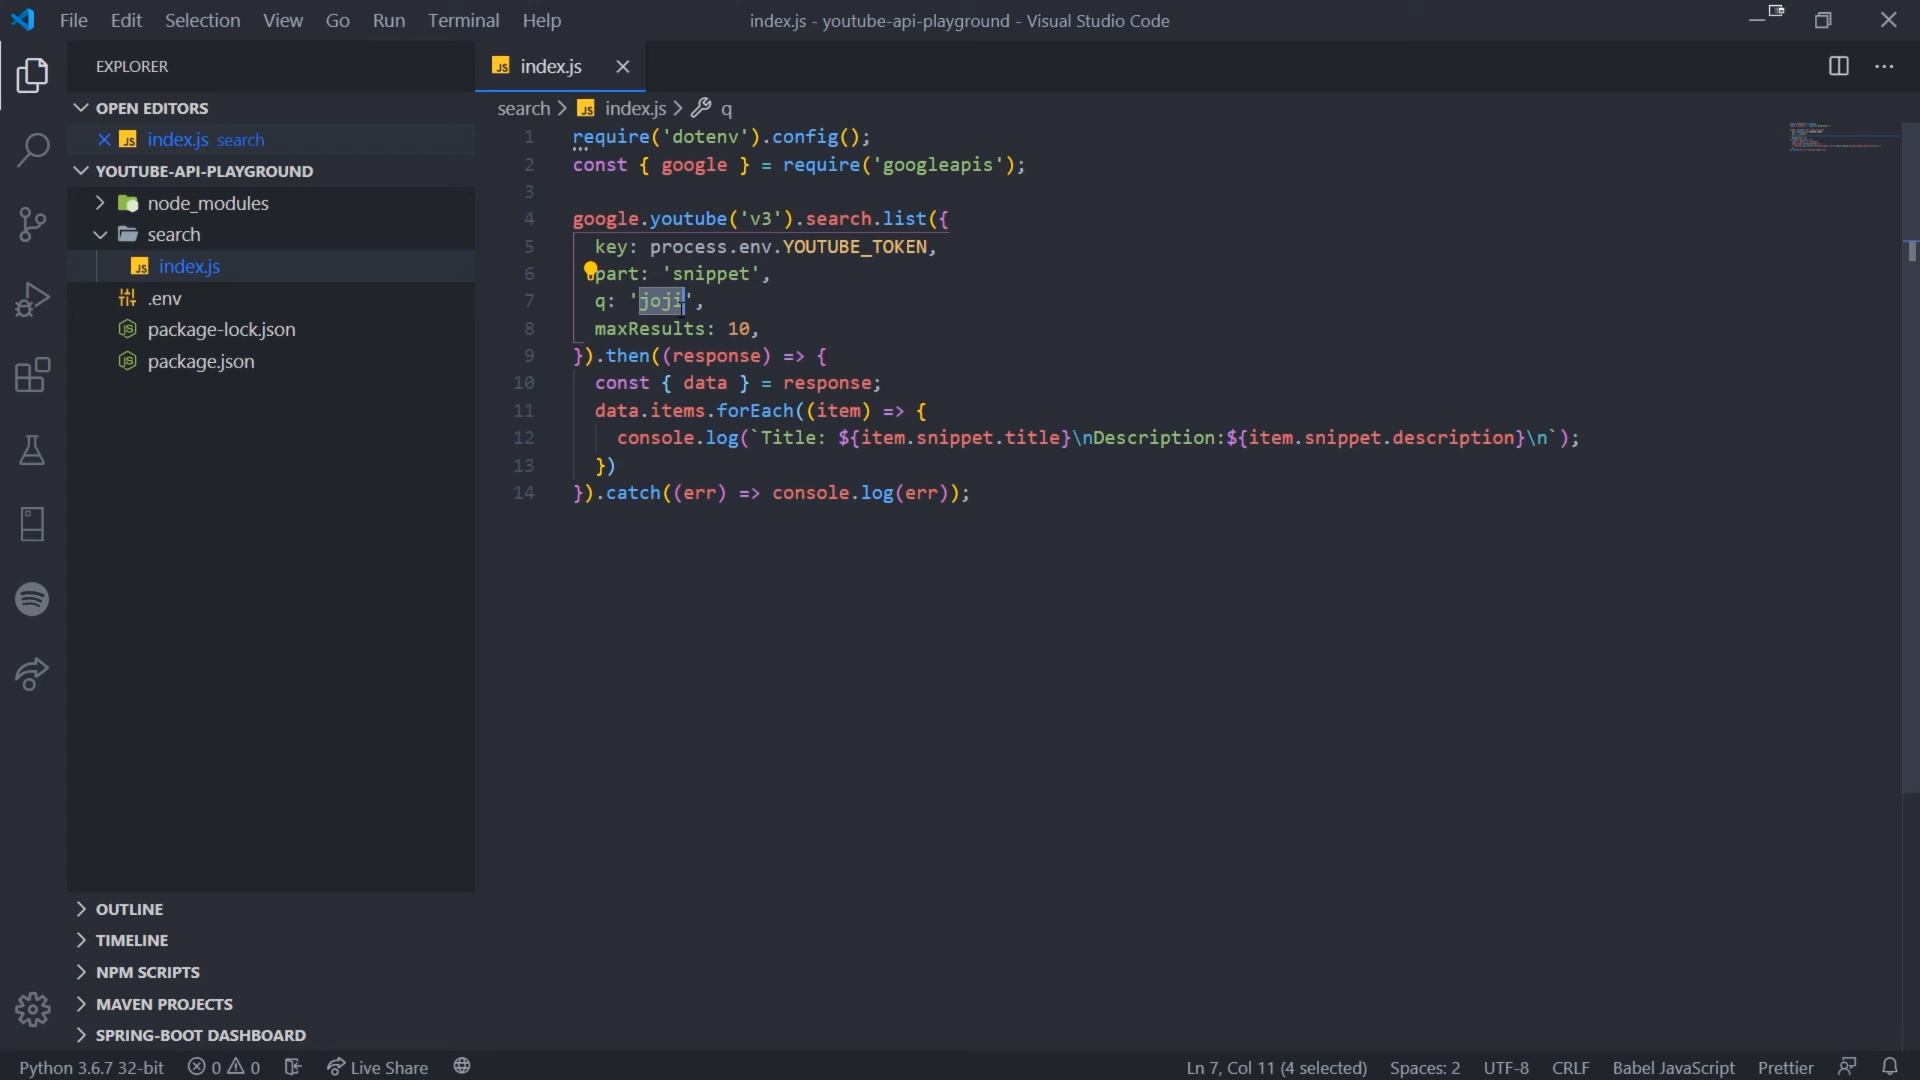 File Edit Selection View Go Run Terminal Help
index.js - youtube-api-playground - Visual Studio Code
EXPLORER
OPEN EDITORS
index.js search
YOUTUBE-API-PLAYGROUND
node_modules
search
index.js
.env
package-lock.json
package.json
OUTLINE
TIMELINE
NPM SCRIPTS
MAVEN PROJECTS
SPRING-BOOT DASHBOARD
JS index.js
search > JS index.js > q
1 require('dotenv').config();
2 const { google } = require('googleapis');
3
4 google.youtube('v3').search.list({
5 key: process.env.YOUTUBE_TOKEN,
6 part: 'snippet',
7 q: 'joji',
8 maxResults: 10,
9 }).then((response) => {
10 const { data } = response;
11 data.items.forEach((item) => {
12 console.log(`Title: ${item.snippet.title}\nDescription:${item.snippet.description}\n`);
13 })
14 }).catch((err) => console.log(err));
Python 3.6.7 32-bit 0 0 Live Share
Ln 7, Col 11 (4 selected) Spaces: 2 UTF-8 CRLF Babel JavaScript Prettier